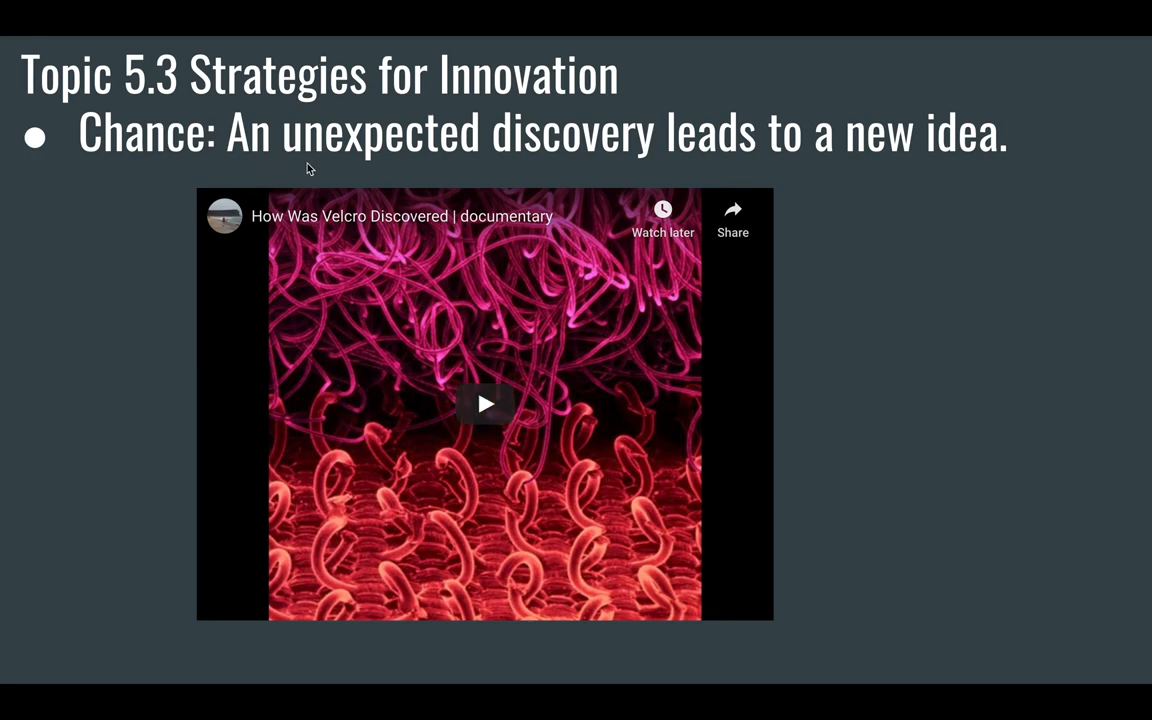 Topic 5.3 Strategies for Innovation
● Chance: An unexpected discovery leads to a new idea.
How Was Velcro Discovered | documentary
Watch later
Share